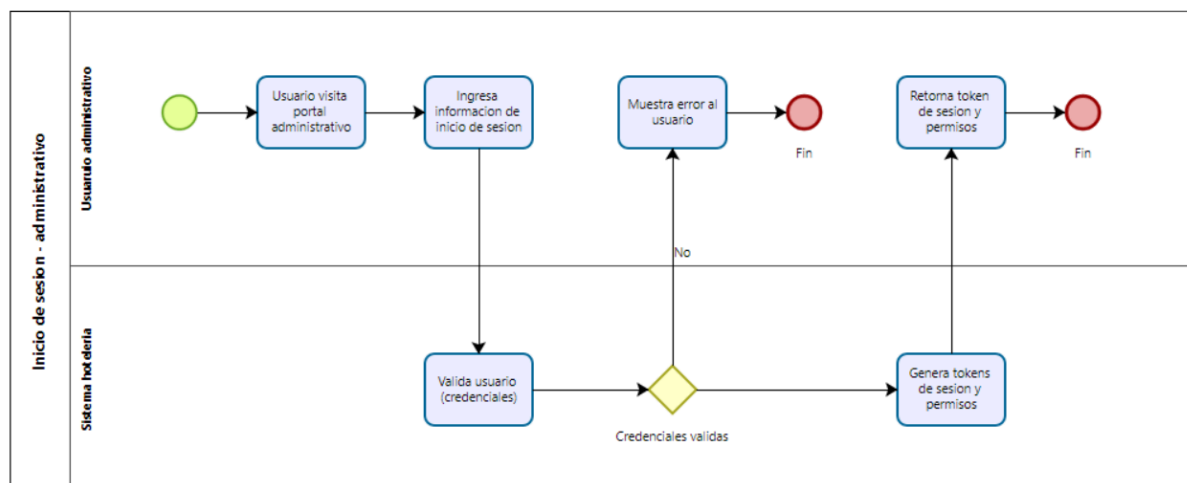 Inicio de sesion - administrativo
Usuaruio administrativo
Usuario visita
portal
administrativo
Ingresa
informacion de
inicio de sesion
Muestra error al
usuario
Fin
Retorna token
de sesion y
permisos
Fin
No
Sistema hoteleria
Valida usuario
(credenciales)
Credenciales validas
Genera tokens
de sesion y
permisos